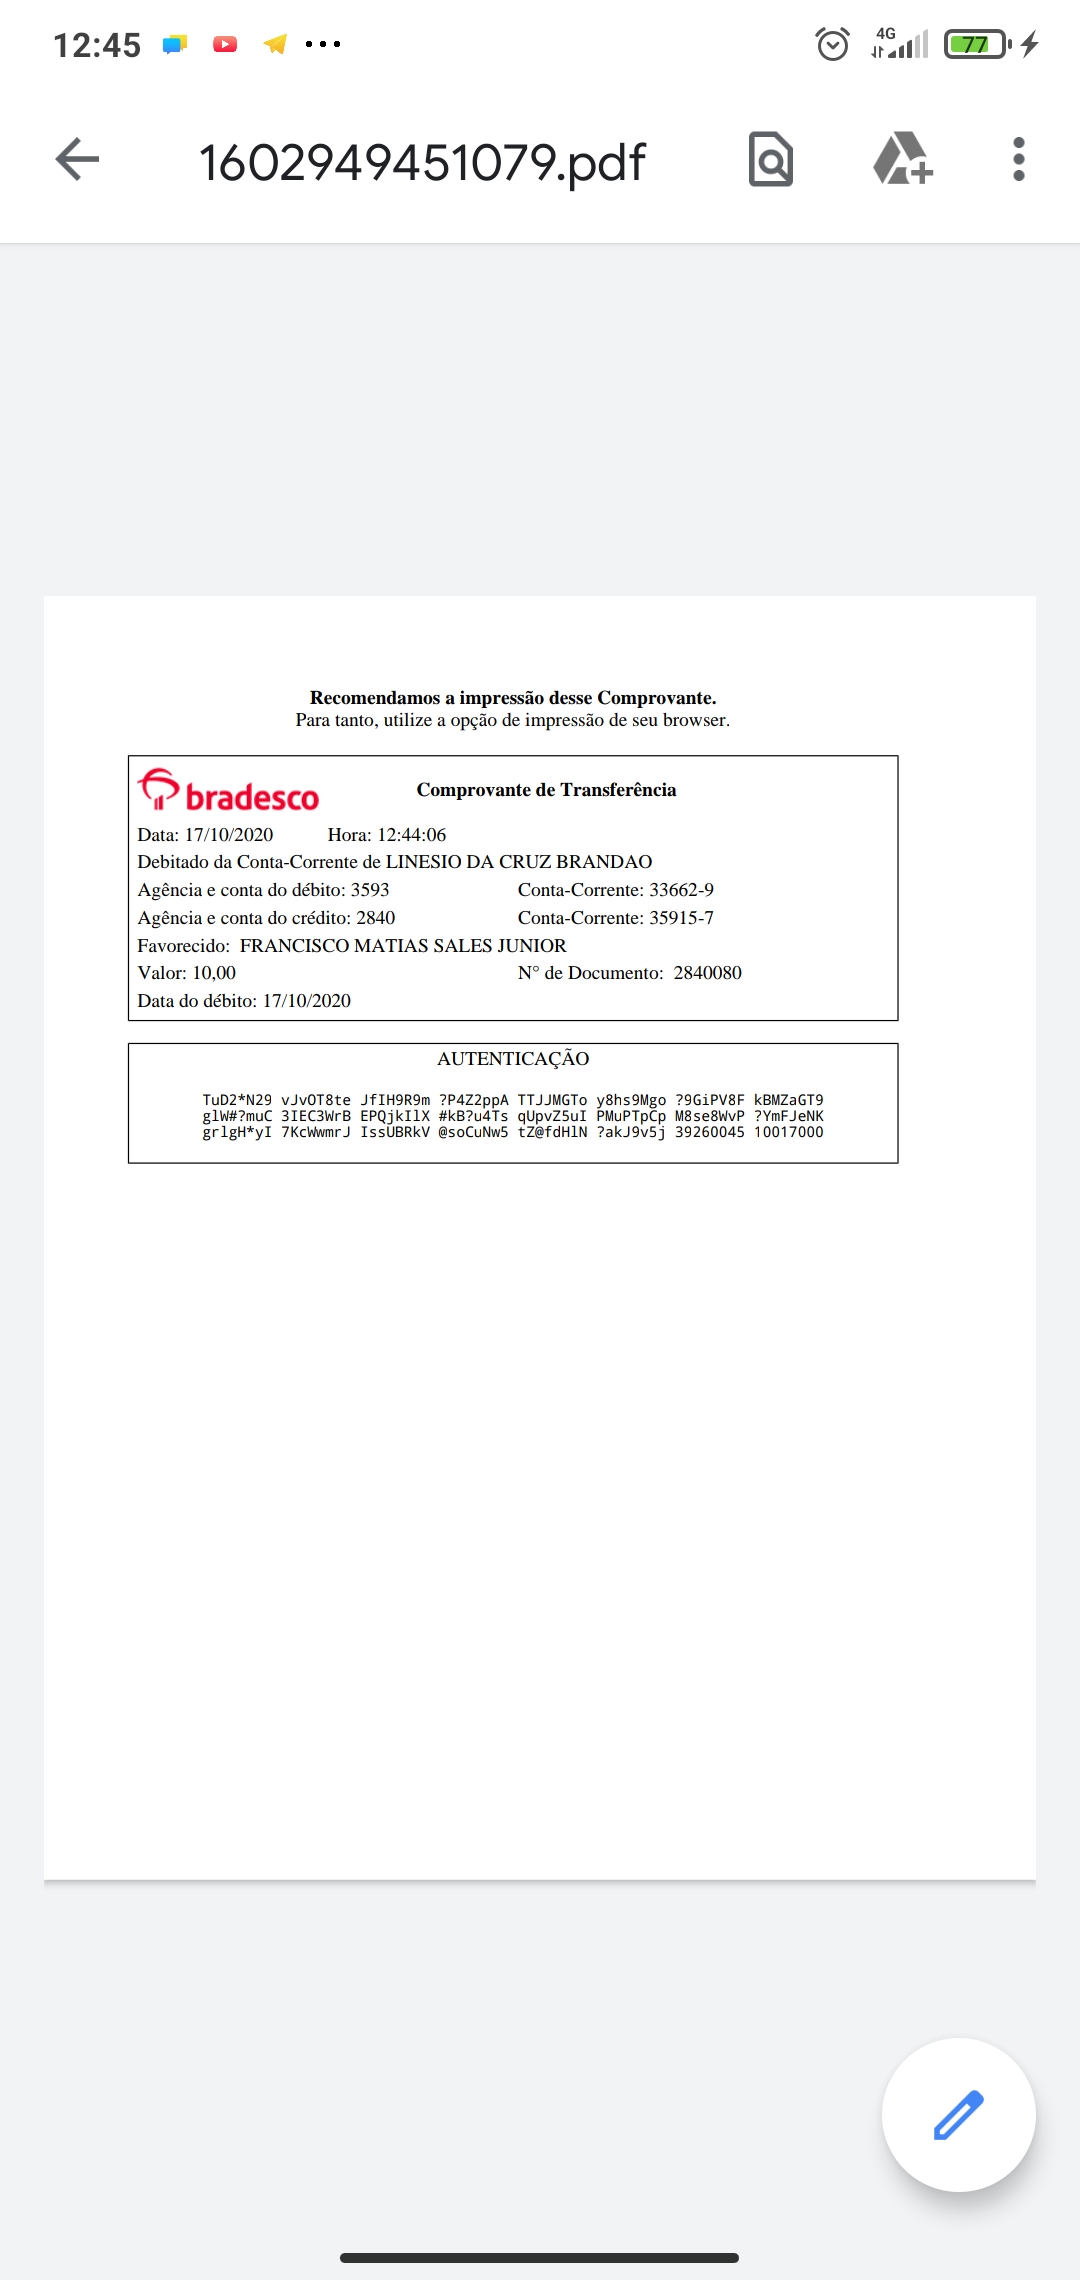 12:45
4G
77
1602949451079.pdf
Recomendamos a impressão desse Comprovante.
Para tanto, utilize a opção de impressão de seu browser.
bradesco
Comprovante de Transferência
Data: 17/10/2020 Hora: 12:44:06
Debitado da Conta-Corrente de LINESIO DA CRUZ BRANDAO
Agência e conta do débito: 3593 Conta-Corrente: 33662-9
Agência e conta do crédito: 2840 Conta-Corrente: 35915-7
Favorecido: FRANCISCO MATIAS SALES JUNIOR
Valor: 10,00 N° de Documento: 2840080
Data do débito: 17/10/2020
AUTENTICAÇÃO
TuD2*N29 vJvOT8te JfIH9R9m ?P4Z2ppA TTJJMGTo y8hs9Mgo ?9GiPV8F kBMZaGT9
glW#?muC 3IEC3WrB EPQjkIlX #kB?u4Ts qUpvZ5uI PMuPTpCp M8se8WvP ?YmFJeNK
grlgH*yI 7KcWwmrJ IssUBRkV @soCuNw5 tZ@fdHlN ?akJ9v5j 39260045 10017000